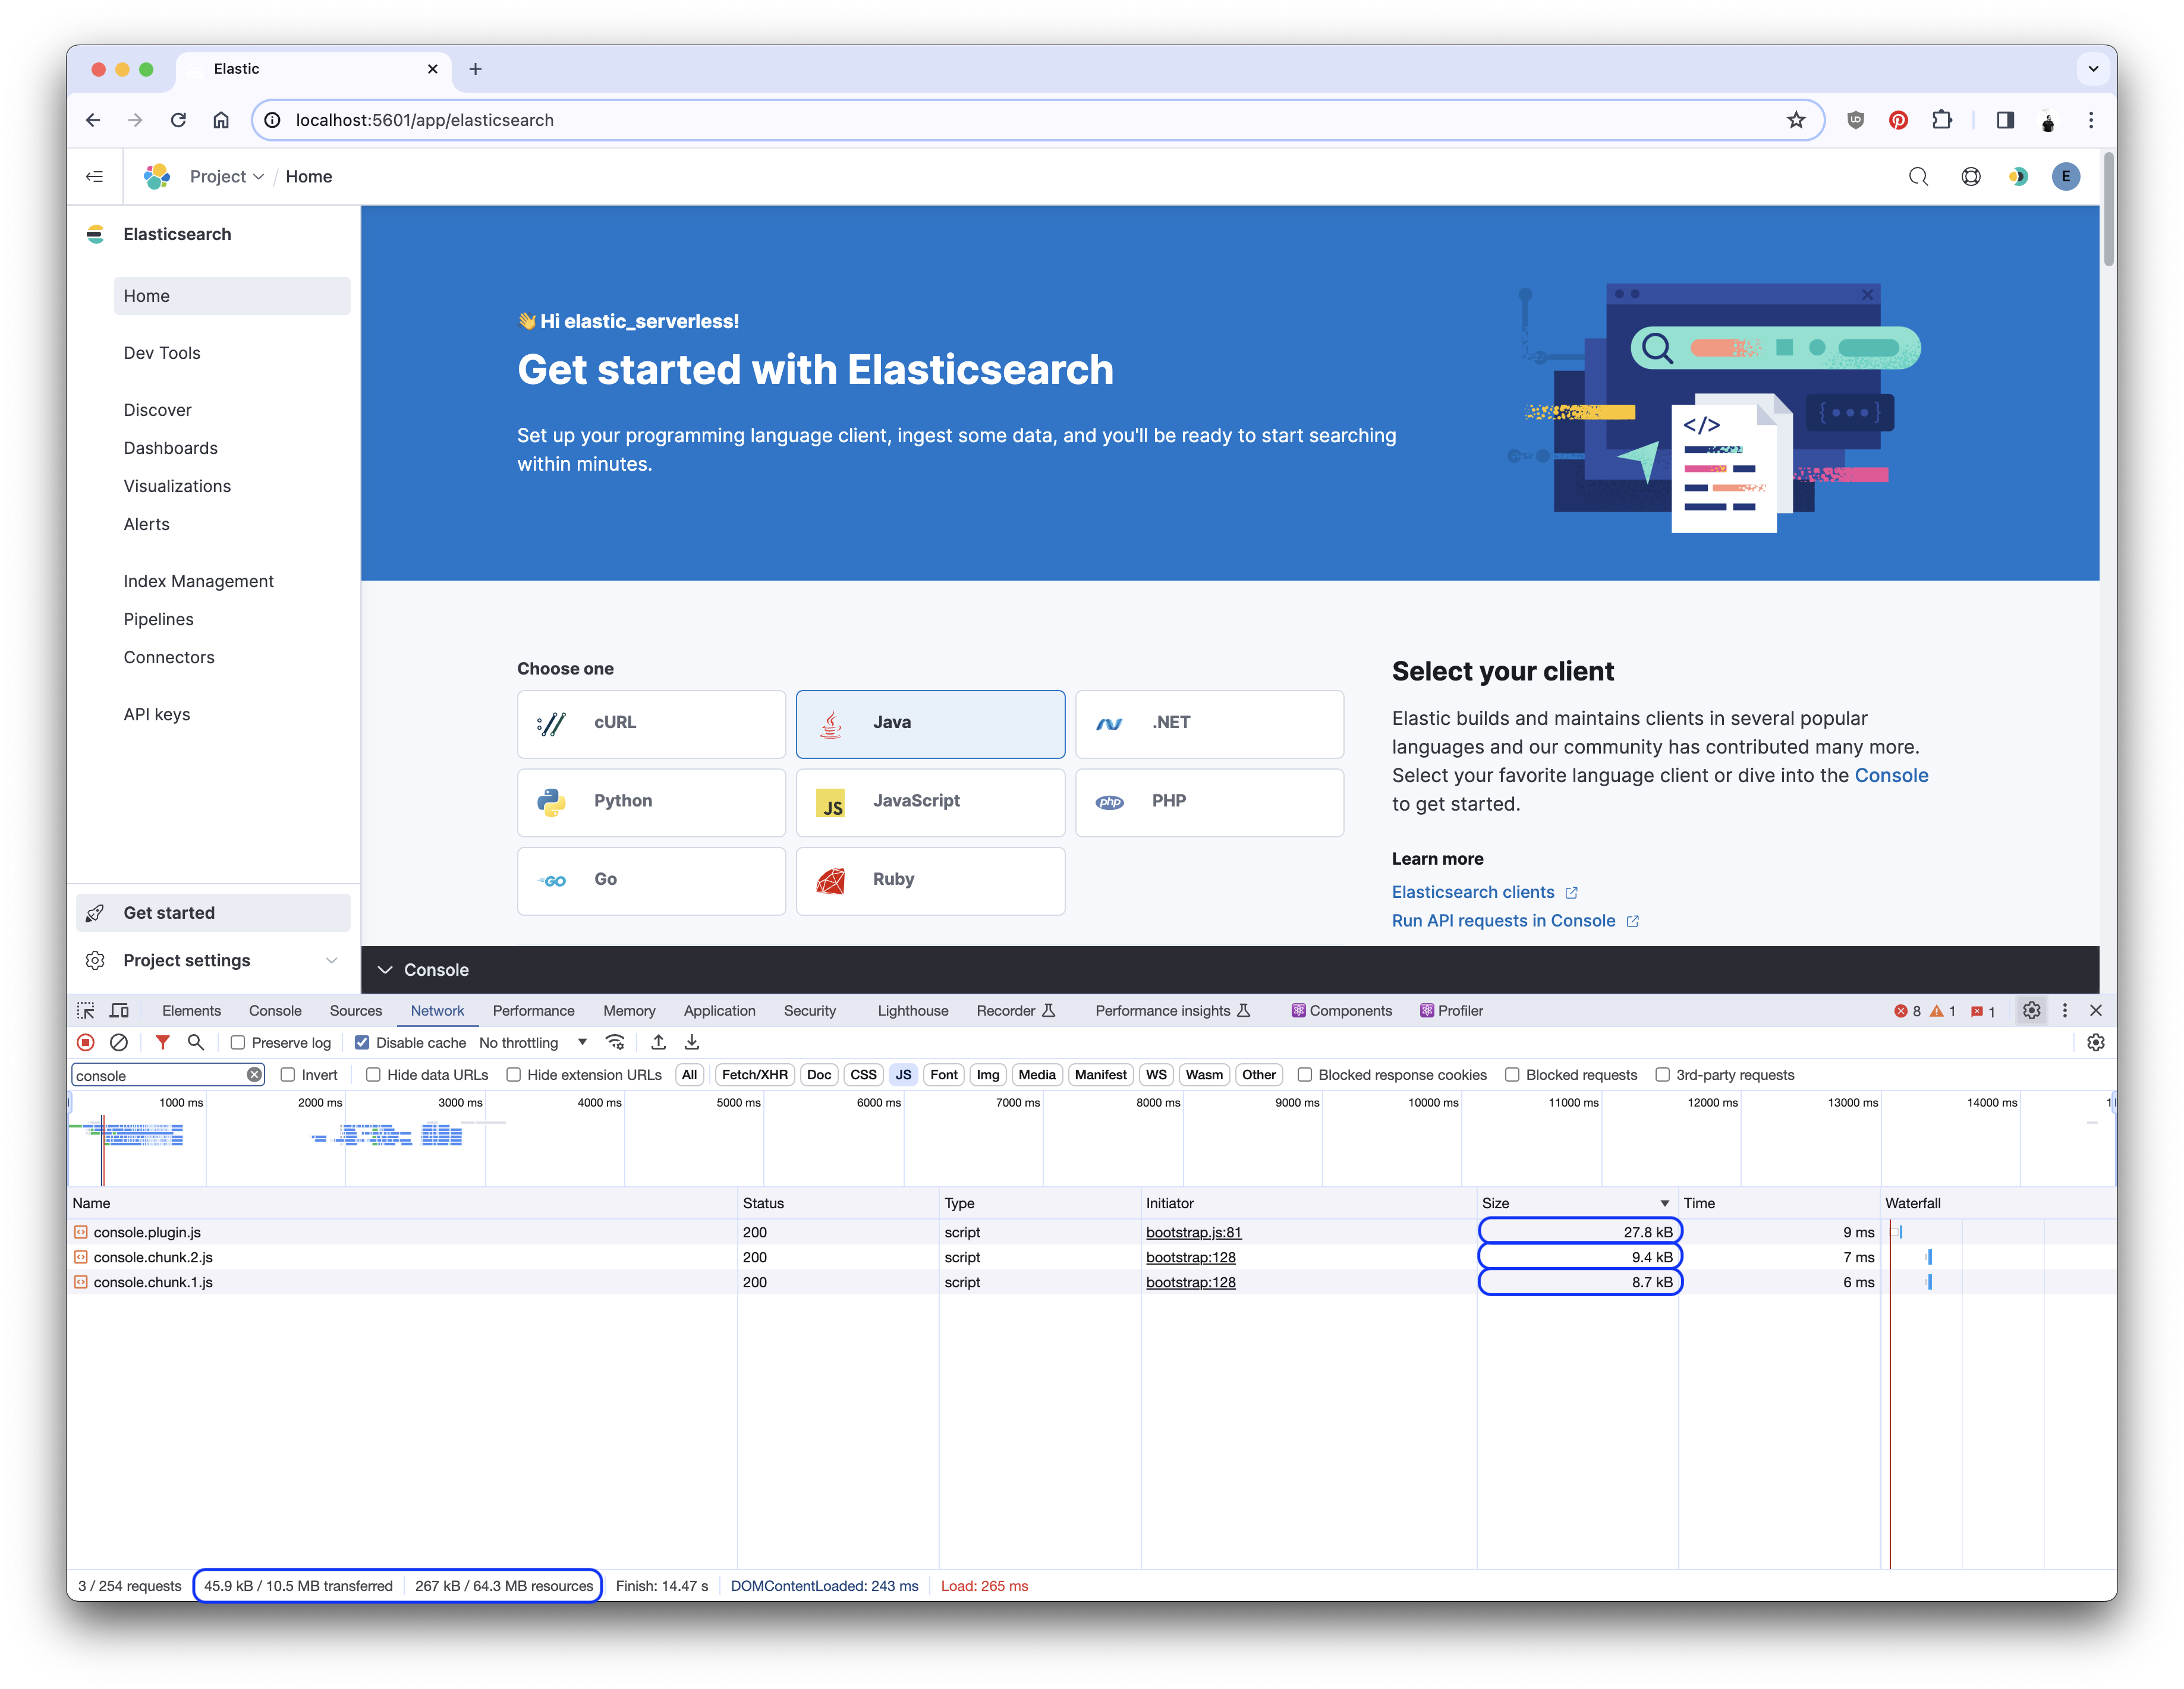 Elastic
localhost:5601/app/elasticsearch
Project / Home
E
Elasticsearch
Home
Dev Tools
Discover
Dashboards
Visualizations
Alerts
Index Management
Pipelines
Connectors
API keys
Get started
Project settings
👋 Hi elastic_serverless!
Get started with Elasticsearch
Set up your programming language client, ingest some data, and you'll be ready to start searching
within minutes.
</>
{•••}
Choose one
cURL
Java
.NET
Python
JS JavaScript
php PHP
GO Go
Ruby
Select your client
Elastic builds and maintains clients in several popular
languages and our community has contributed many more.
Select your favorite language client or dive into the Console
to get started.
Learn more
Elasticsearch clients
Run API requests in Console
Console
Elements Console Sources Network Performance Memory Application Security Lighthouse Recorder Performance insights Components Profiler 8 1 1
Preserve log Disable cache No throttling
console Invert Hide data URLs Hide extension URLs All Fetch/XHR Doc CSS JS Font Img Media Manifest WS Wasm Other Blocked response cookies Blocked requests 3rd-party requests
1000 ms 2000 ms 3000 ms 4000 ms 5000 ms 6000 ms 7000 ms 8000 ms 9000 ms 10000 ms 11000 ms 12000 ms 13000 ms 14000 ms
Name Status Type Initiator Size Time Waterfall
console.plugin.js 200 script bootstrap.js:81 27.8 kB 9 ms
console.chunk.2.js 200 script bootstrap:128 9.4 kB 7 ms
console.chunk.1.js 200 script bootstrap:128 8.7 kB 6 ms
3 / 254 requests 45.9 kB / 10.5 MB transferred 267 kB / 64.3 MB resources Finish: 14.47 s DOMContentLoaded: 243 ms Load: 265 ms